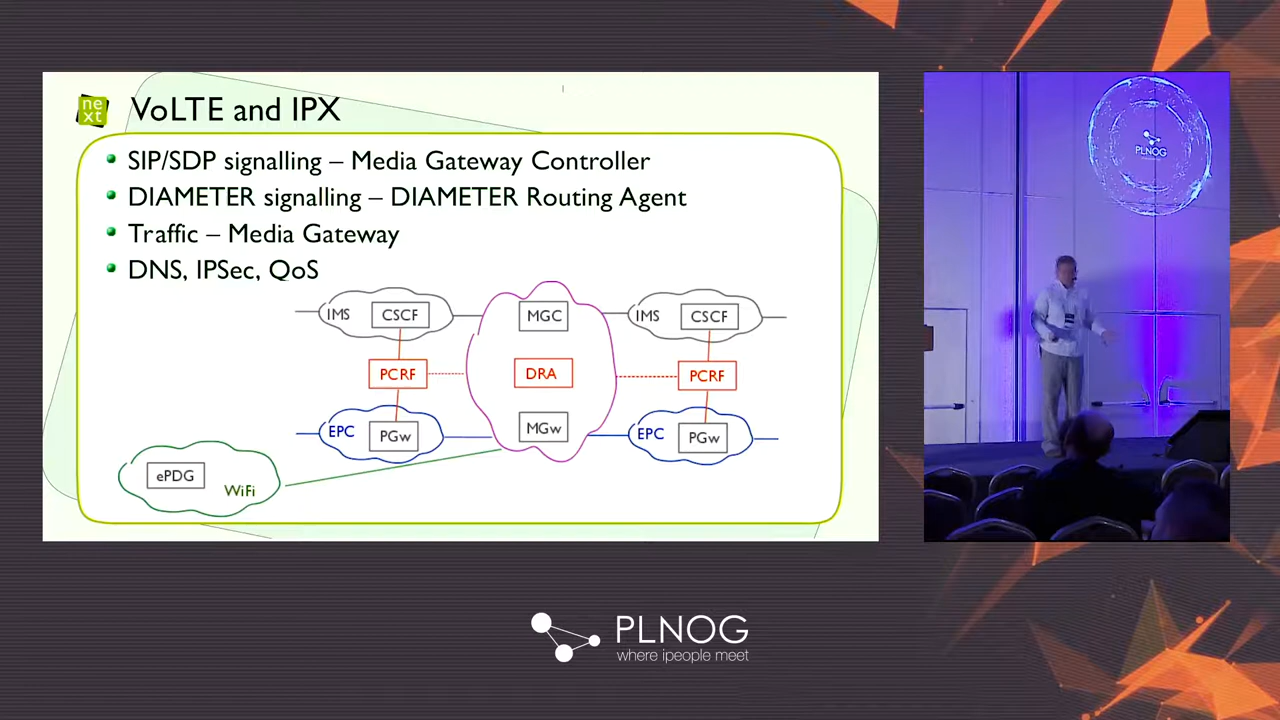 ne
xt
VoLTE and IPX
SIP/SDP signalling – Media Gateway Controller
DIAMETER signalling – DIAMETER Routing Agent
Traffic – Media Gateway
DNS, IPSec, QoS
IMS
CSCF
MGC
IMS
CSCF
PCRF
DRA
PCRF
EPC
PGw
MGw
EPC
PGw
ePDG
WiFi
PLNOG
PLNOG
where ipeople meet